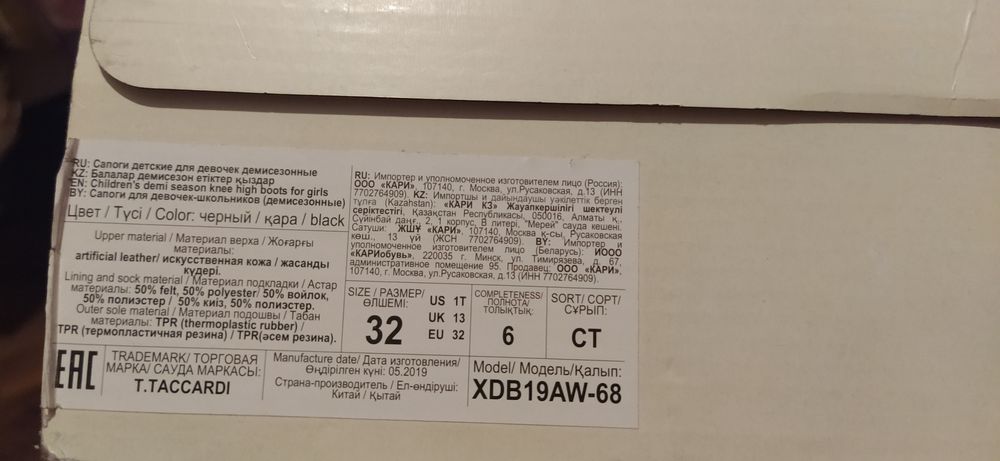 RU: Сапоги детские для девочек демисезонные
KZ: Балалар демисезон етіктер қыздар
EN: Children's demi season knee high boots for girls
BY: Сапоги для девочек-школьников (демисезонные)
Цвет / Түсі / Color: черный / қара / black
Upper material / Материал верха / Жоғарғы
материалы:
artificial leather/ искусственная кожа / жасанды
күдері.
Lining and sock material / Материал подкладки / Астар
материалы: 50% felt, 50% polyester/ 50% войлок,
50% полиэстер / 50% киіз, 50% полиэстер.
Outer sole material / Материал подошвы / Табан
материалы: TPR (thermoplastic rubber) /
TPR (термопластичная резина) / TPR(әсем резина).
RU: Импортер и уполномоченное изготовителем лицо (Россия):
ООО «КАРИ», 107140, г. Москва, ул.Русаковская, д.13 (ИНН
7702764909). KZ: Импортшы и дайындаушы уәкілеттік берген
тұлға (Kazahstan): «КАРИ КЗ» Жауапкершілігі шектеулі
серіктестігі, Қазақстан Республикасы, 050016, Алматы қ.,
Суйінбай даңғ., 2, 1 корпус, В литері, "Мерей" сауда кешені.
Сатушы: ЖШҰ «КАРИ», 107140, Москва қ-сы, Русаковская
көш., 13 үй (ЖСН 7702764909). BY: Импортер и
уполномоченное изготовителем лицо (Беларусь): ИООО
«КАРИобувь», 220035 г. Минск, ул. Тимирязева, д. 67,
административное помещение 95. Продавец: ООО «КАРИ»,
107140, г. Москва, ул.Русаковская, д.13 (ИНН 7702764909).
SIZE / РАЗМЕР/
ӨЛШЕМІ:
32
US 1T
UK 13
EU 32
COMPLETENESS/
ПОЛНОТА/
ТОЛЫҚТЫҚ:
6
SORT/ СОРТ/
СҰРЫП:
СТ
EAC
TRADEMARK/ ТОРГОВАЯ
МАРКА/ САУДА МАРКАСЫ:
T.TACCARDI
Manufacture date/ Дата изготовления/
Өндірілген күні: 05.2019
Страна-производитель / Ел-өндіруші:
Китай / Қытай
Model/ Модель/Қалып:
XDB19AW-68